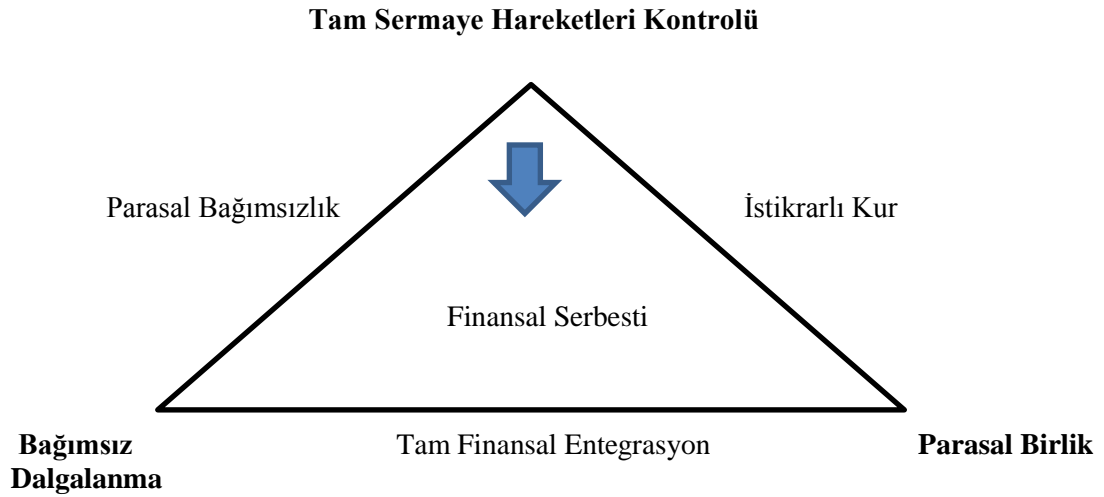 Tam Sermaye Hareketleri Kontrolü
Parasal Bağımsızlık
İstikrarlı Kur
Finansal Serbesti
Bağımsız
Dalgalanma
Tam Finansal Entegrasyon
Parasal Birlik